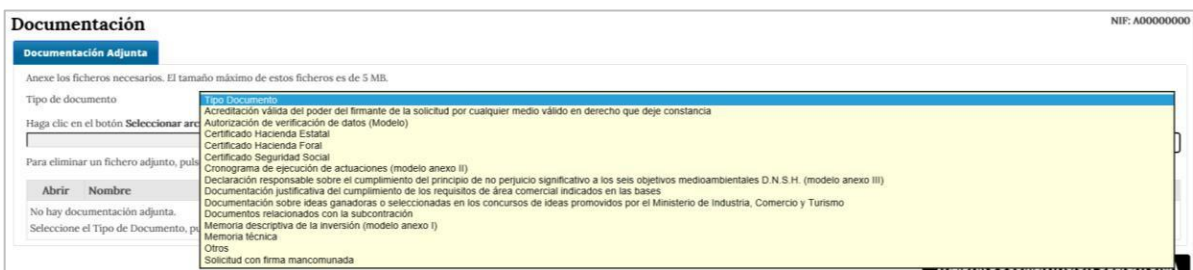 Documentación
NIF: A00000000
Documentación Adjunta
Anexe los ficheros necesarios. El tamaño máximo de estos ficheros es de 5 MB.
Tipo de documento
Tipo Documento
Acreditación válida del poder del firmante de la solicitud por cualquier medio válido en derecho que deje constancia
Haga clic en el botón Seleccionar arc
Autorización de verificación de datos (Modelo)
Certificado Hacienda Estatal
Certificado Hacienda Foral
Certificado Seguridad Social
Para eliminar un fichero adjunto, puls
Cronograma de ejecución de actuaciones (modelo anexo II)
Declaración responsable sobre el cumplimiento del principio de no perjuicio significativo a los seis objetivos medioambientales D.N.S.H. (modelo anexo III)
Abrir Nombre
Documentación justificativa del cumplimiento de los requisitos de área comercial indicados en las bases
Documentación sobre ideas ganadoras o seleccionadas en los concursos de ideas promovidos por el Ministerio de Industria, Comercio y Turismo
No hay documentación adjunta.
Documentos relacionados con la subcontración
Seleccione el Tipo de Documento, pu
Memoria descriptiva de la inversión (modelo anexo I)
Memoria técnica
Otros
Solicitud con firma mancomunada